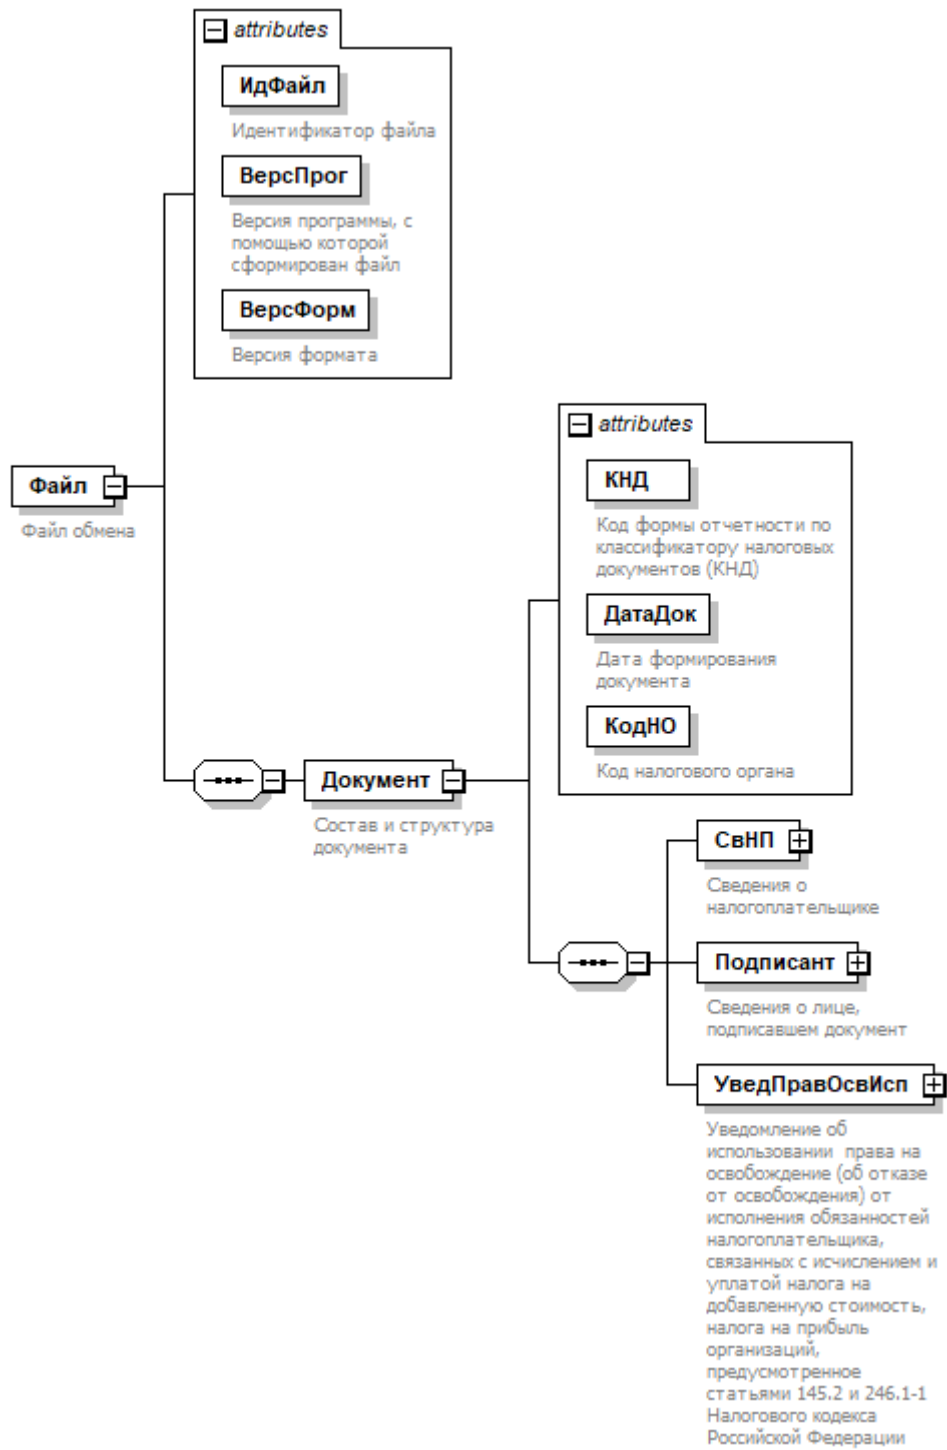 attributes
ИдФайл
Идентификатор файла
ВерсПрог
Версия программы, с
помощью которой
сформирован файл
ВерсФорм
Версия формата
Файл
Файл обмена
attributes
КНД
Код формы отчетности по
классификатору налоговых
документов (КНД)
ДатаДок
Дата формирования
документа
КодНО
Код налогового органа
Документ
Состав и структура
документа
СвНП
Сведения о
налогоплательщике
Подписант
Сведения о лице,
подписавшем документ
УведПравОсвИсп
Уведомление об
использовании права на
освобождение (об отказе
от освобождения) от
исполнения обязанностей
налогоплательщика,
связанных с исчислением и
уплатой налога на
добавленную стоимость,
налога на прибыль
организаций,
предусмотренное
статьями 145.2 и 246.1-1
Налогового кодекса
Российской Федерации